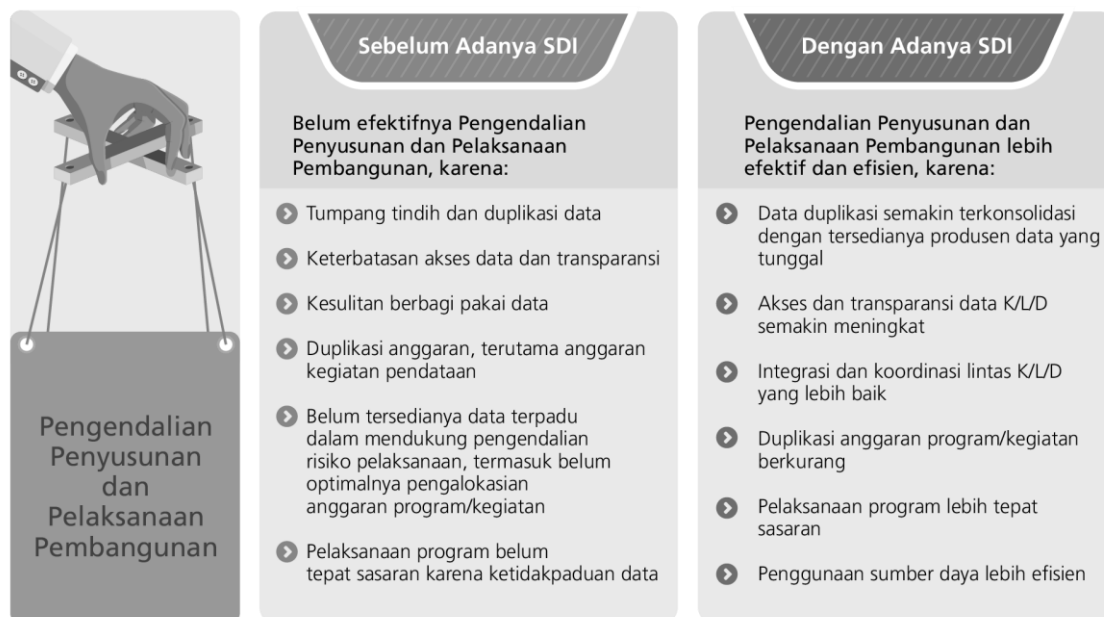 Pengendalian
Penyusunan
dan
Pelaksanaan
Pembangunan
Sebelum Adanya SDI
Belum efektifnya Pengendalian
Penyusunan dan Pelaksanaan
Pembangunan, karena:
Tumpang tindih dan duplikasi data
Keterbatasan akses data dan transparansi
Kesulitan berbagi pakai data
Duplikasi anggaran, terutama anggaran
kegiatan pendataan
Belum tersedianya data terpadu
dalam mendukung pengendalian
risiko pelaksanaan, termasuk belum
optimalnya pengalokasian
anggaran program/kegiatan
Pelaksanaan program belum
tepat sasaran karena ketidakpaduan data
Dengan Adanya SDI
Pengendalian Penyusunan dan
Pelaksanaan Pembangunan lebih
efektif dan efisien, karena:
Data duplikasi semakin terkonsolidasi
dengan tersedianya produsen data yang
tunggal
Akses dan transparansi data K/L/D
semakin meningkat
Integrasi dan koordinasi lintas K/L/D
yang lebih baik
Duplikasi anggaran program/kegiatan
berkurang
Pelaksanaan program lebih tepat
sasaran
Penggunaan sumber daya lebih efisien